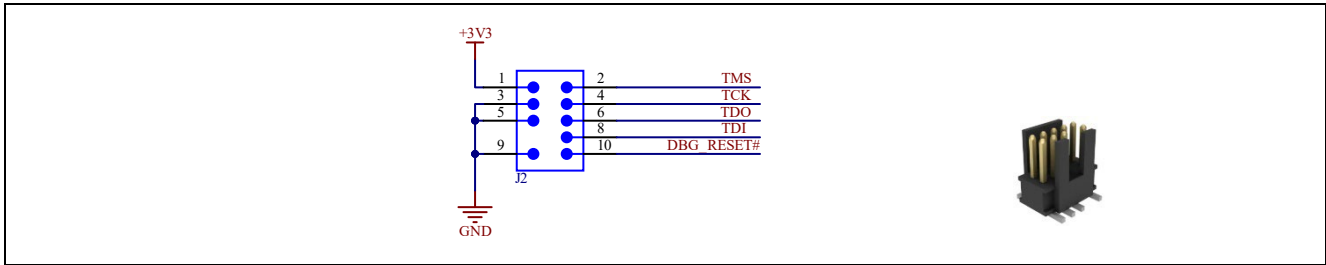 +3V3
1 2 TMS
3 4 TCK
5 6 TDO
8 TDI
9 10 DBG_RESET#
J2
GND